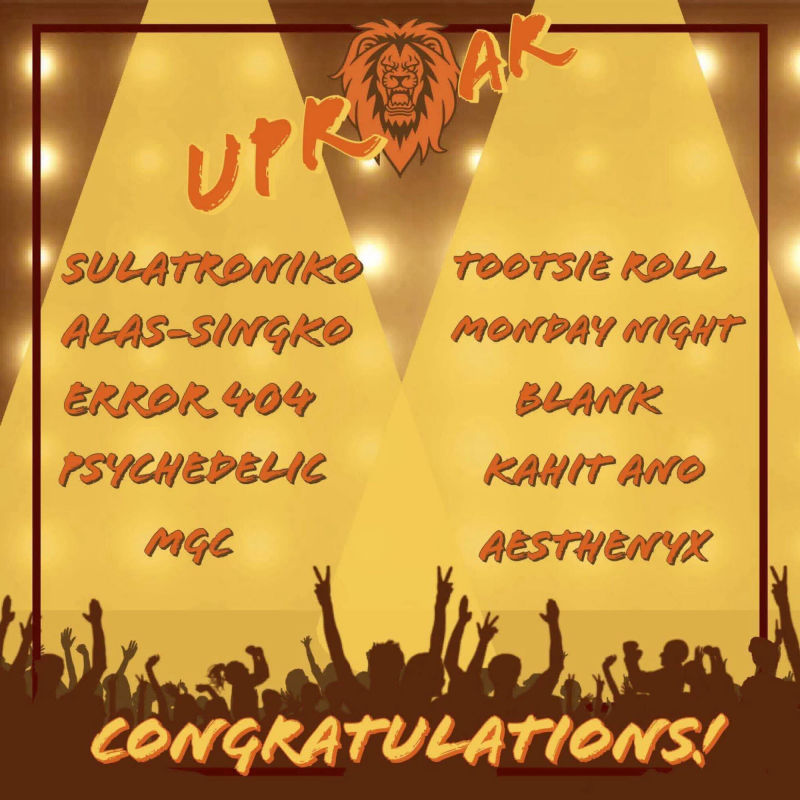 UPROAR
SULATRONIKO
ALAS-SINGKO
ERROR 404
PSYCHEDELIC
MGC
TOOTSIE ROLL
MONDAY NIGHT
BLANK
KAHIT ANO
AESTHENYX
CONGRATULATIONS!